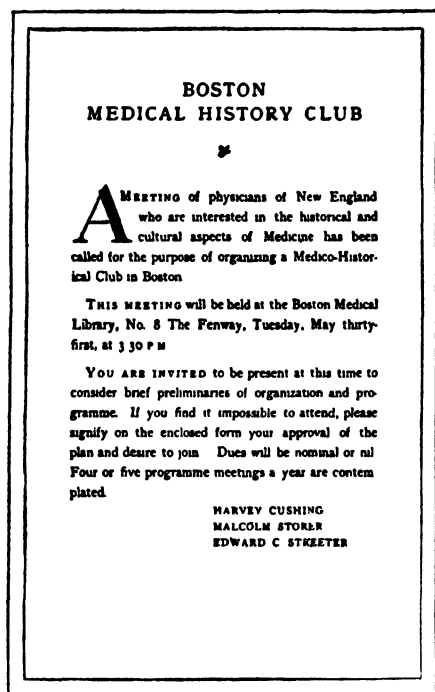 BOSTON
MEDICAL HISTORY CLUB
A MEETING of physicians of New England
who are interested in the historical and
cultural aspects of Medicine has been
called for the purpose of organizing a Medico-Histor-
ical Club in Boston
THIS MEETING will be held at the Boston Medical
Library, No. 8 The Fenway, Tuesday, May thirty-
first, at 3 30 P M
YOU ARE INVITED to be present at this time to
consider brief preliminaries of organization and pro-
gramme. If you find it impossible to attend, please
signify on the enclosed form your approval of the
plan and desire to join Dues will be nominal or nil
Four or five programme meetings a year are contem
plated.
HARVEY CUSHING
MALCOLM STORER
EDWARD C STREETER